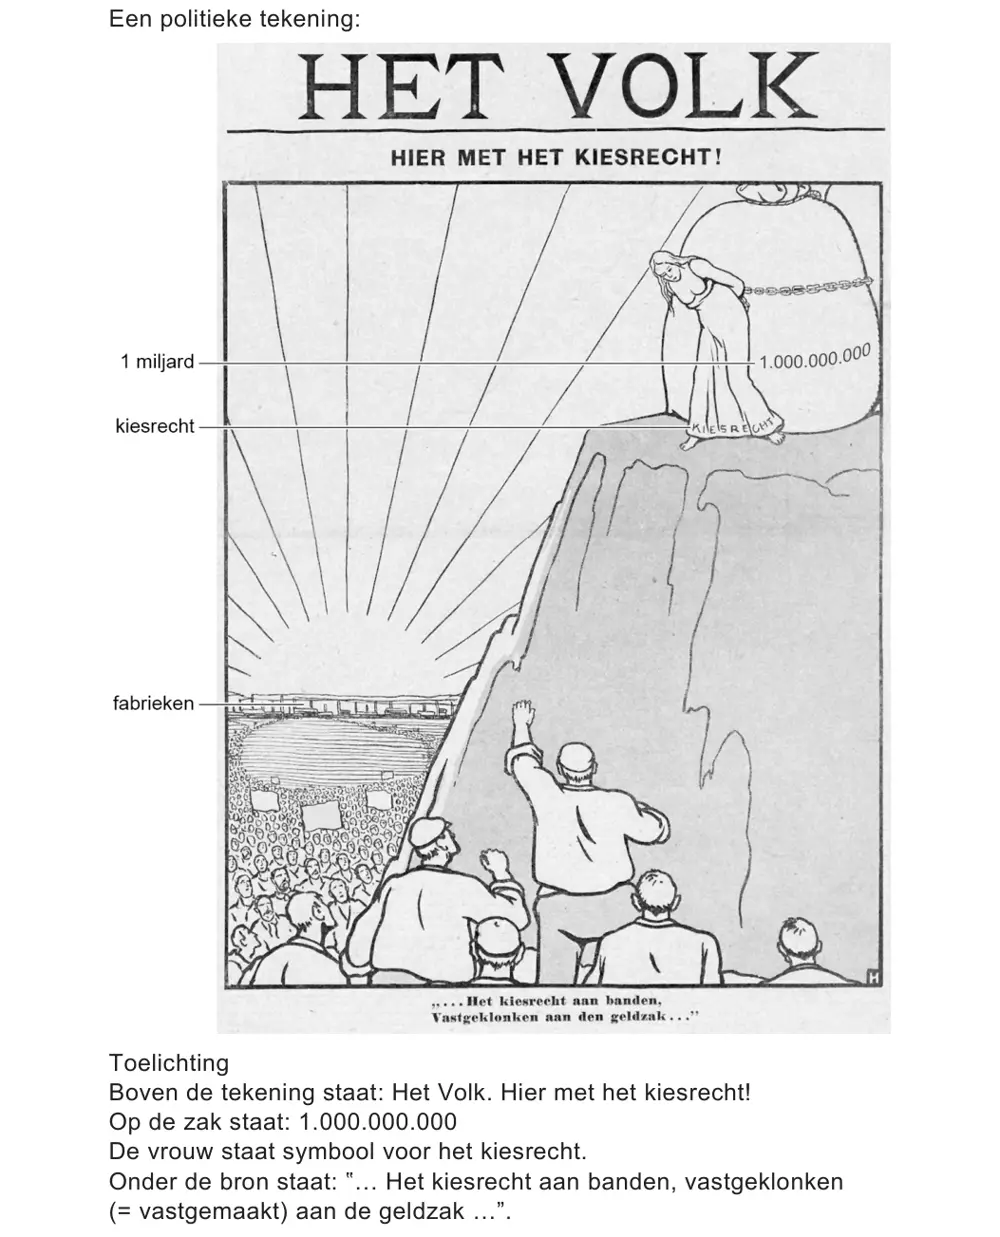 Een politieke tekening:
HET VOLK
HIER MET HET KIESRECHT!
1 miljard
1.000.000.000
kiesrecht
KIESRECHT
fabrieken
H
„....Het kiesrecht aan banden,
Vastgeklonken aan den geldzak...”
Toelichting
Boven de tekening staat: Het Volk. Hier met het kiesrecht!
Op de zak staat: 1.000.000.000
De vrouw staat symbool voor het kiesrecht.
Onder de bron staat: “… Het kiesrecht aan banden, vastgeklonken
(= vastgemaakt) aan de geldzak …”.